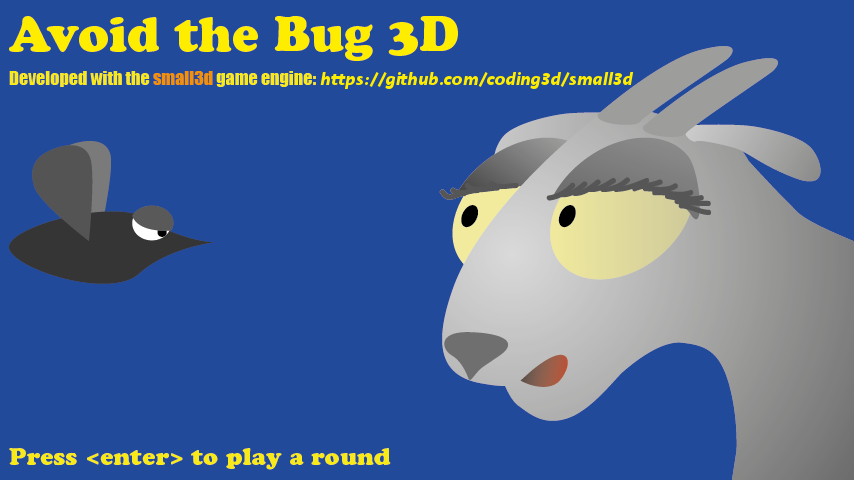 Avoid the Bug 3D
Developed with the small3d game engine: https://github.com/coding3d/small3d
Press <enter> to play a round